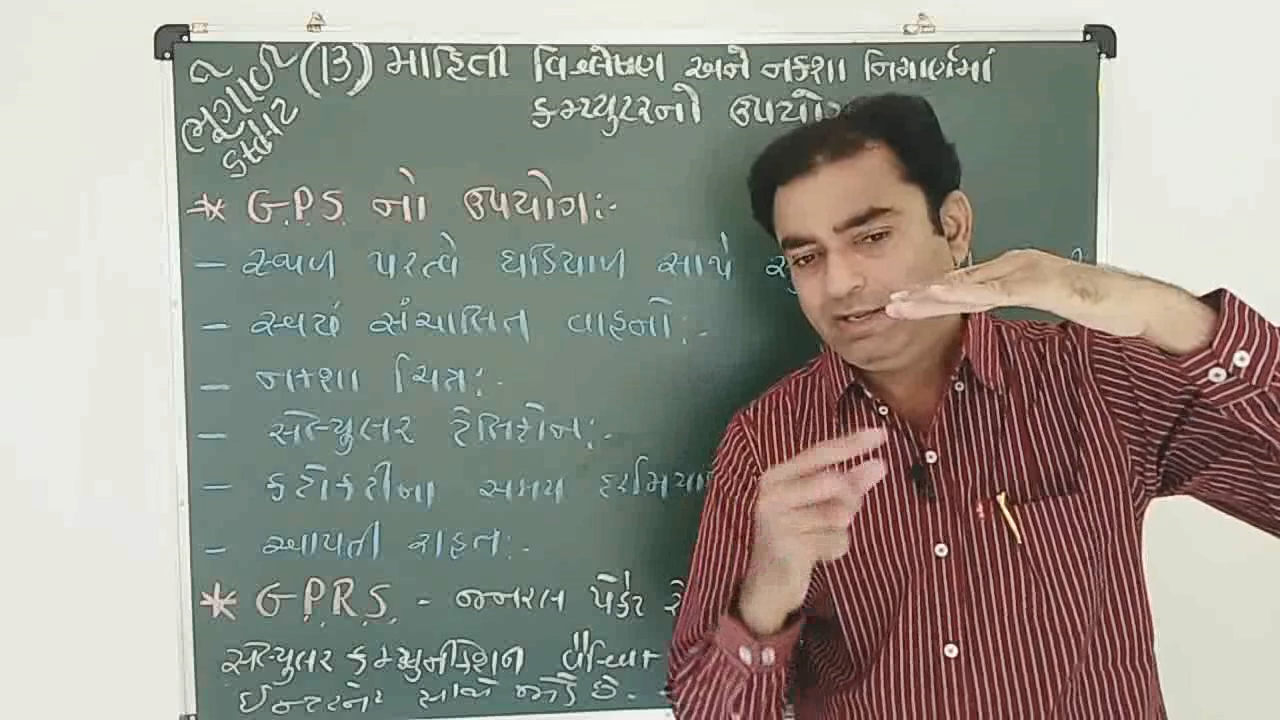 (13) માહિતી વિશ્લેષણ અને નકશા નિર્માણમાં
કમ્પ્યુટરનો ઉપયોગ
* G.P.S. નો ઉપયોગ:-
- સ્થળ પરત્વે ઘડિયાળ સાથે
- સ્વયં સંચાલિત વાહનો:-
- નકશા ચિત્ર:-
- સેલ્યુલર ટેલિફોન:-
- કટોકટીના સમય દરમિયાન
- આપતી રાહત:-
* G.P.R.S. - જનરલ પેકેટ રે
સેલ્યુલર કમ્યુનીકેશન
ઈન્ટરનેટ સાથે જોડે છે.